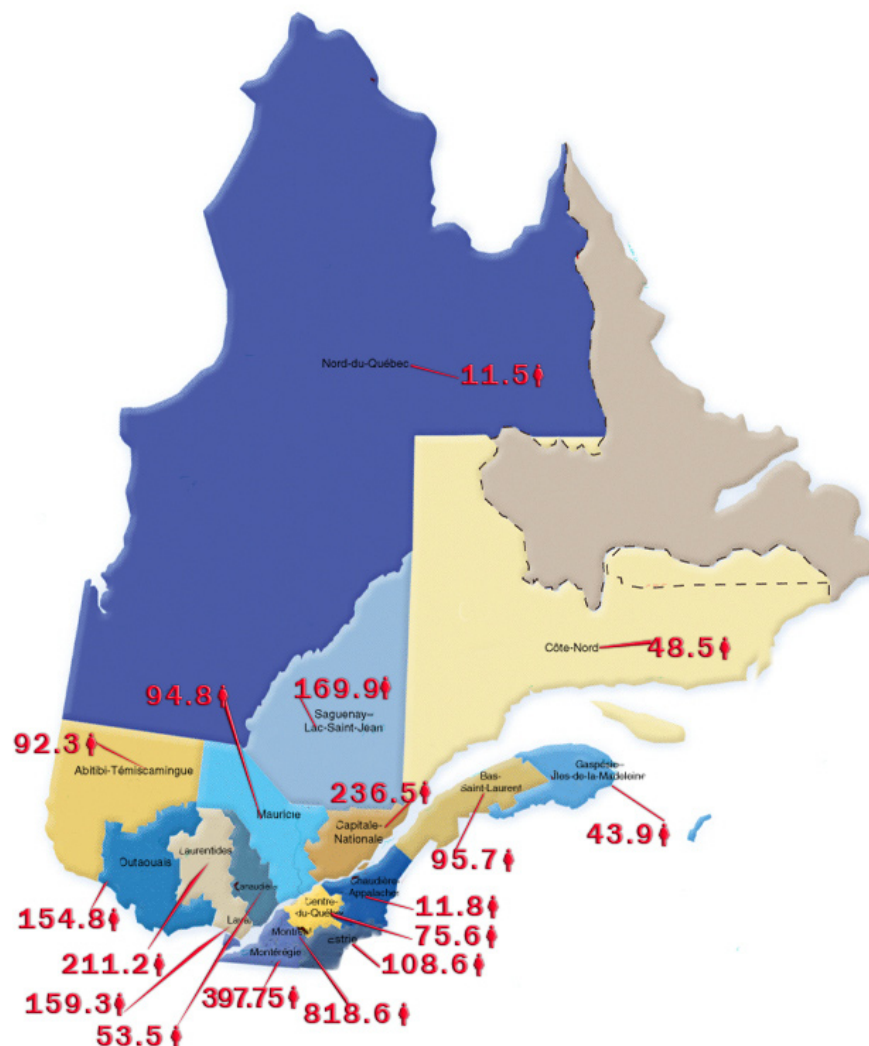 Nord-du-Québec
11.5
Côte-Nord
48.5
94.8
169.9
Saguenay–
Lac-Saint-Jean
92.3
Abitibi-Témiscamingue
Gaspésie–
Îles-de-la-Madeleine
Bas-
Saint-Laurent
236.5
Mauricie
Capitale-
Nationale
43.9
Laurentides
Outaouais
95.7
Chaudière-
Centre-
11.8
154.8
75.6
Montérégie
Estrie
211.2
108.6
159.3
397.75
818.6
53.5